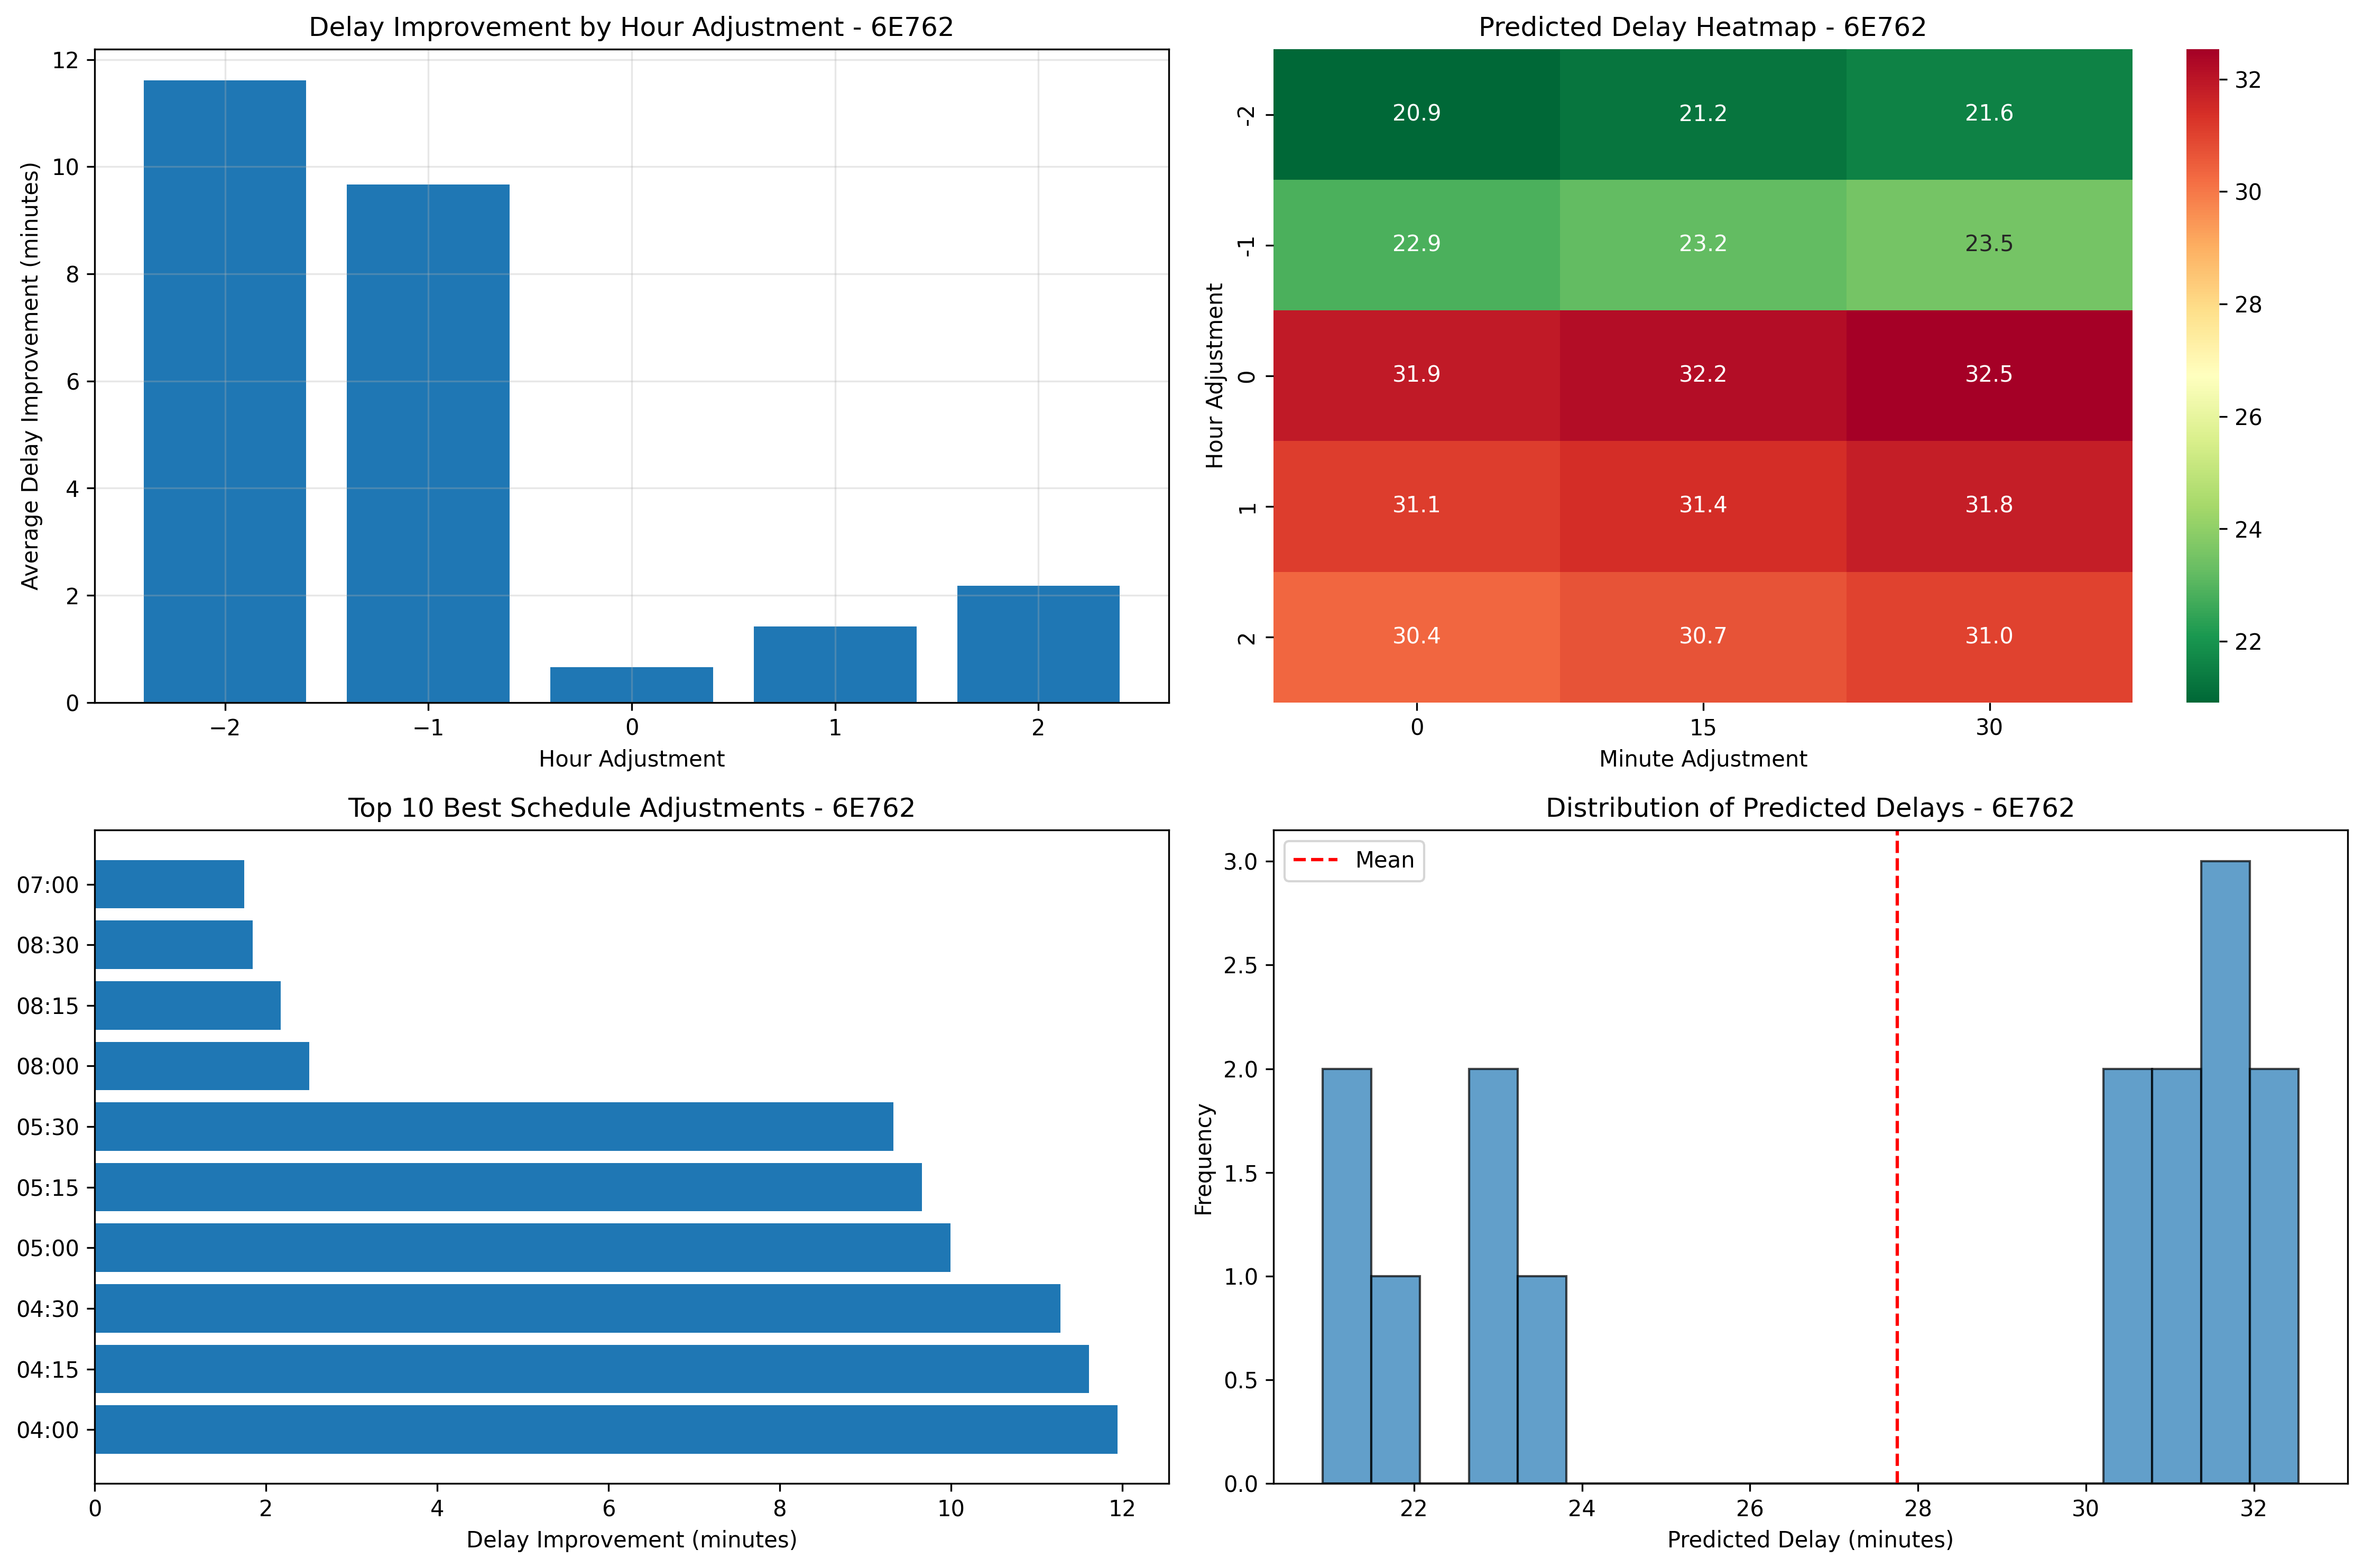 Delay Improvement by Hour Adjustment - 6E762
Average Delay Improvement (minutes)
12
10
8
6
4
2
0
−2 −1 0 1 2
Hour Adjustment
Predicted Delay Heatmap - 6E762
Hour Adjustment
-2 20.9 21.2 21.6
-1 22.9 23.2 23.5
0 31.9 32.2 32.5
1 31.1 31.4 31.8
2 30.4 30.7 31.0
0 15 30
Minute Adjustment
32
30
28
26
24
22
Top 10 Best Schedule Adjustments - 6E762
07:00
08:30
08:15
08:00
05:30
05:15
05:00
04:30
04:15
04:00
0 2 4 6 8 10 12
Delay Improvement (minutes)
Distribution of Predicted Delays - 6E762
Mean
Frequency
3.0
2.5
2.0
1.5
1.0
0.5
0.0
22 24 26 28 30 32
Predicted Delay (minutes)